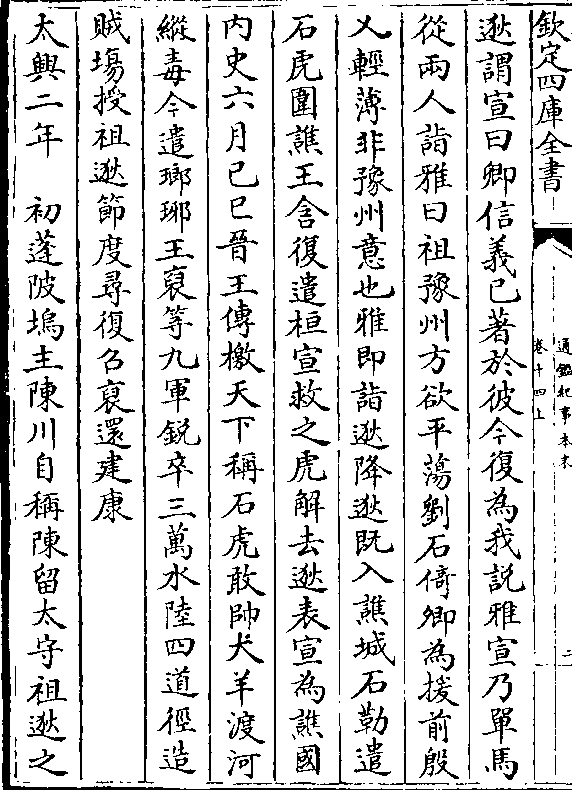 欽定四庫全書
通鑑紀事本末
卷十四上
二
逖謂宣曰卿信義已著於彼今復為我說雅宣乃單馬
從兩人詣雅曰祖豫州方欲平蕩劉石倚卿為援前殷
乂輕薄非豫州意也雅即詣逖降逖既入譙城石勒遣
石虎圍譙王含復遣桓宣救之虎解去逖表宣為譙國
内史六月己巳晉王傳檄天下稱石虎敢帥犬羊渡河
縱毒今遣瑯琊王裒等九軍銳卒三萬水陸四道徑造
賊塲授祖逖節度尋復召裒還建康
太興二年　初蓬陂塢主陳川自稱陳留太守祖逖之